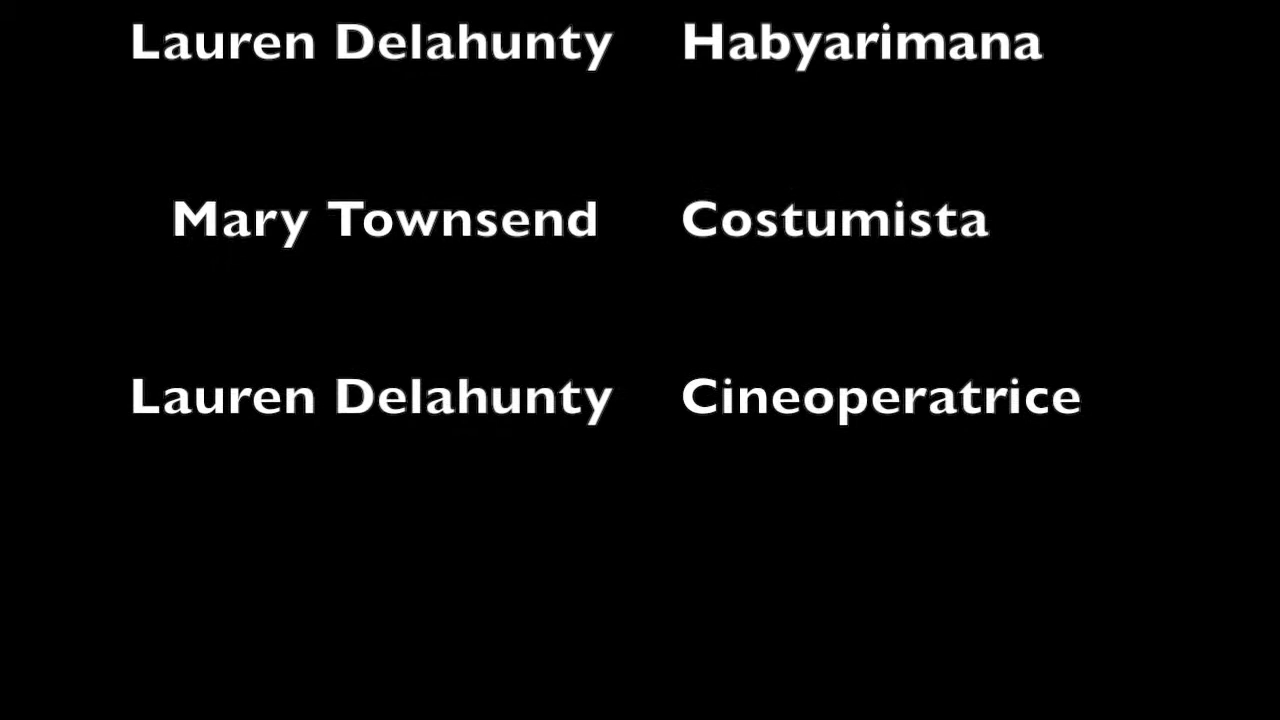 Lauren Delahunty Habyarimana
Mary Townsend Costumista
Lauren Delahunty Cineoperatrice